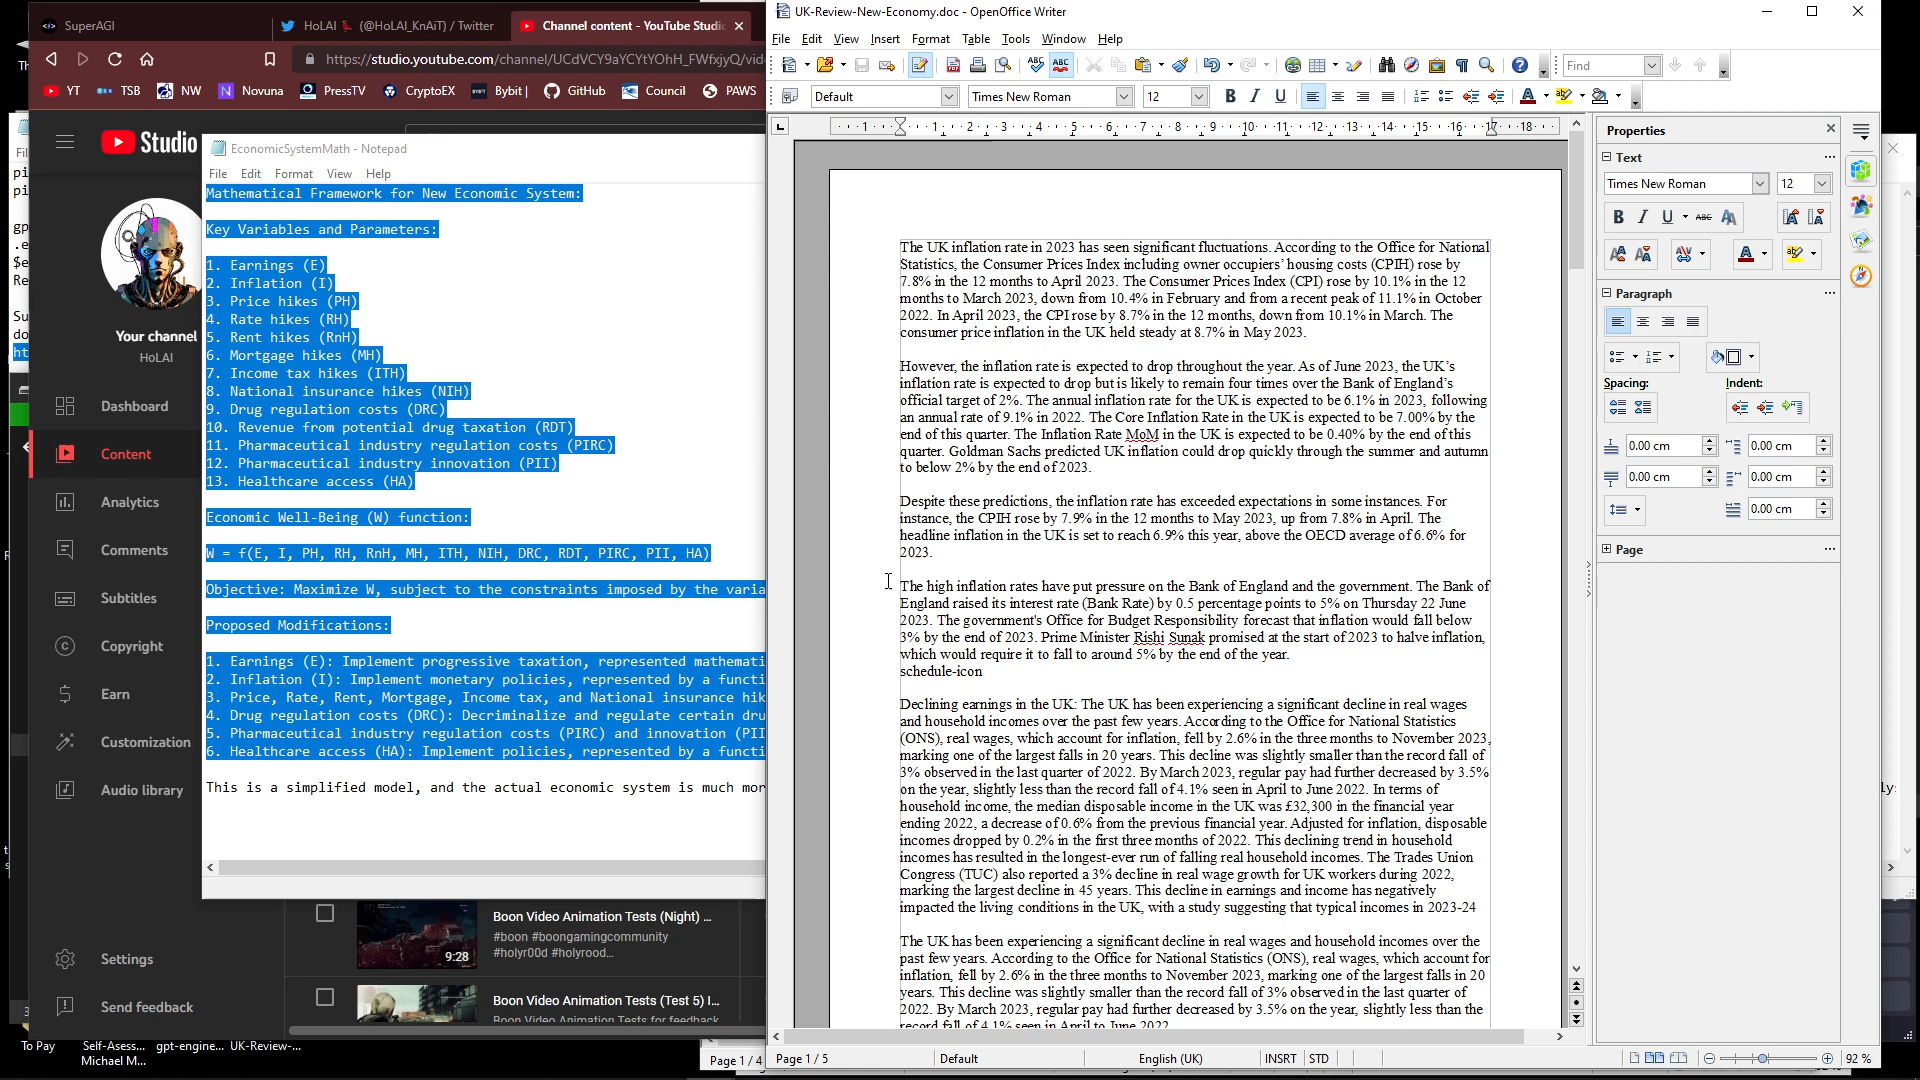 SuperAGI
HoLAI (@HoLAI_KnAiT) / Twitter
Channel content - YouTube Studi
https://studio.youtube.com/channel/UCdVCY9aYCYtYOhH_FWfxjyQ/vid
YT
TSB
NW
Novuna
PressTV
CryptoEX
Bybit |
GitHub
Council
PAWS
Studio
Your channel
HoLAI
Dashboard
Content
Analytics
Comments
Subtitles
Copyright
Earn
Customization
Audio library
Settings
Send feedback
EconomicSystemMath - Notepad
File Edit Format View Help
Mathematical Framework for New Economic System:
Key Variables and Parameters:
1. Earnings (E)
2. Inflation (I)
3. Price hikes (PH)
4. Rate hikes (RH)
5. Rent hikes (RnH)
6. Mortgage hikes (MH)
7. Income tax hikes (ITH)
8. National insurance hikes (NIH)
9. Drug regulation costs (DRC)
10. Revenue from potential drug taxation (RDT)
11. Pharmaceutical industry regulation costs (PIRC)
12. Pharmaceutical industry innovation (PII)
13. Healthcare access (HA)
Economic Well-Being (W) function:
W = f(E, I, PH, RH, RnH, MH, ITH, NIH, DRC, RDT, PIRC, PII, HA)
Objective: Maximize W, subject to the constraints imposed by the varia
Proposed Modifications:
1. Earnings (E): Implement progressive taxation, represented mathemati
2. Inflation (I): Implement monetary policies, represented by a functi
3. Price, Rate, Rent, Mortgage, Income tax, and National insurance hik
4. Drug regulation costs (DRC): Decriminalize and regulate certain dru
5. Pharmaceutical industry regulation costs (PIRC) and innovation (PII
6. Healthcare access (HA): Implement policies, represented by a functi
This is a simplified model, and the actual economic system is much mor
Boon Video Animation Tests (Night) ...
#boon #boongamingcommunity
#holyr00d #holyrood...
9:28
Boon Video Animation Tests (Test 5) I...
Boon Video Animation Tests for feedback
To Pay
Self-Asess...
Michael M...
gpt-engine...
UK-Review-...
Page 1 / 4
UK-Review-New-Economy.doc - OpenOffice Writer
File Edit View Insert Format Table Tools Window Help
Find
Default
Times New Roman
12
The UK inflation rate in 2023 has seen significant fluctuations. According to the Office for National
Statistics, the Consumer Prices Index including owner occupiers' housing costs (CPIH) rose by
7.8% in the 12 months to April 2023. The Consumer Prices Index (CPI) rose by 10.1% in the 12
months to March 2023, down from 10.4% in February and from a recent peak of 11.1% in October
2022. In April 2023, the CPI rose by 8.7% in the 12 months, down from 10.1% in March. The
consumer price inflation in the UK held steady at 8.7% in May 2023.
However, the inflation rate is expected to drop throughout the year. As of June 2023, the UK's
inflation rate is expected to drop but is likely to remain four times over the Bank of England's
official target of 2%. The annual inflation rate for the UK is expected to be 6.1% in 2023, following
an annual rate of 9.1% in 2022. The Core Inflation Rate in the UK is expected to be 7.00% by the
end of this quarter. The Inflation Rate MoM in the UK is expected to be 0.40% by the end of this
quarter. Goldman Sachs predicted UK inflation could drop quickly through the summer and autumn
to below 2% by the end of 2023.
Despite these predictions, the inflation rate has exceeded expectations in some instances. For
instance, the CPIH rose by 7.9% in the 12 months to May 2023, up from 7.8% in April. The
headline inflation in the UK is set to reach 6.9% this year, above the OECD average of 6.6% for
2023.
The high inflation rates have put pressure on the Bank of England and the government. The Bank of
England raised its interest rate (Bank Rate) by 0.5 percentage points to 5% on Thursday 22 June
2023. The government's Office for Budget Responsibility forecast that inflation would fall below
3% by the end of 2023. Prime Minister Rishi Sunak promised at the start of 2023 to halve inflation,
which would require it to fall to around 5% by the end of the year.
schedule-icon
Declining earnings in the UK: The UK has been experiencing a significant decline in real wages
and household incomes over the past few years. According to the Office for National Statistics
(ONS), real wages, which account for inflation, fell by 2.6% in the three months to November 2023,
marking one of the largest falls in 20 years. This decline was slightly smaller than the record fall of
3% observed in the last quarter of 2022. By March 2023, regular pay had further decreased by 3.5%
on the year, slightly less than the record fall of 4.1% seen in April to June 2022. In terms of
household income, the median disposable income in the UK was £32,300 in the financial year
ending 2022, a decrease of 0.6% from the previous financial year. Adjusted for inflation, disposable
incomes dropped by 0.2% in the first three months of 2022. This declining trend in household
incomes has resulted in the longest-ever run of falling real household incomes. The Trades Union
Congress (TUC) also reported a 3% decline in real wage growth for UK workers during 2022,
marking the largest decline in 45 years. This decline in earnings and income has negatively
impacted the living conditions in the UK, with a study suggesting that typical incomes in 2023-24
The UK has been experiencing a significant decline in real wages and household incomes over the
past few years. According to the Office for National Statistics (ONS), real wages, which account for
inflation, fell by 2.6% in the three months to November 2023, marking one of the largest falls in 20
years. This decline was slightly smaller than the record fall of 3% observed in the last quarter of
2022. By March 2023, regular pay had further decreased by 3.5% on the year, slightly less than the
record fall of 4.1% seen in April to June 2022.
Page 1 / 5
Default
English (UK)
INSRT
STD
92 %
Properties
Text
Times New Roman
12
Paragraph
Spacing:
Indent:
0.00 cm
0.00 cm
0.00 cm
0.00 cm
0.00 cm
Page